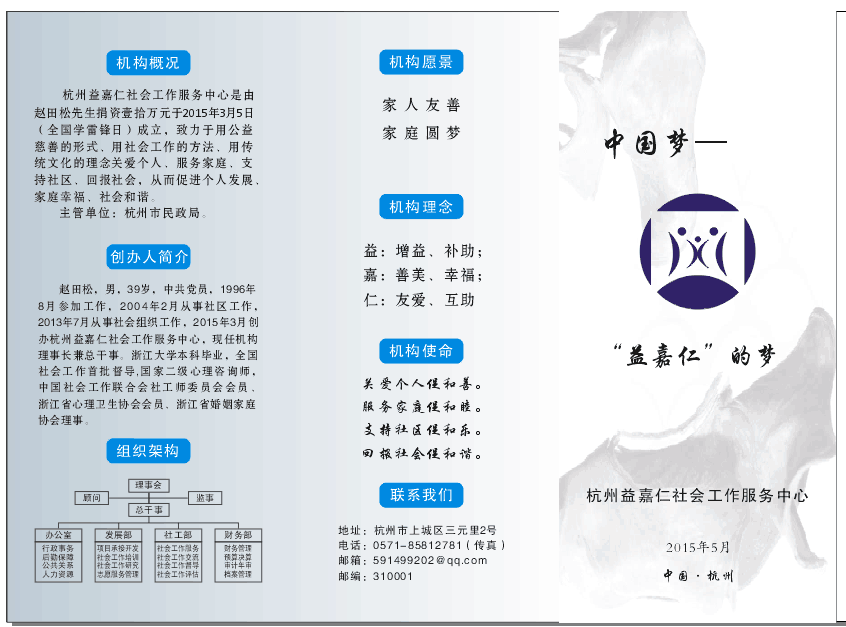 机构概况
杭州益嘉仁社会工作服务中心是由
赵田松先生捐资壹拾万元于2015年3月5日
（全国学雷锋日）成立，致力于用公益
慈善的形式、用社会工作的方法、用传
统文化的理念关爱个人、服务家庭、支
持社区、回报社会，从而促进个人发展、
家庭幸福、社会和谐。
主管单位：杭州市民政局。
创办人简介
赵田松，男，39岁，中共党员，1996年
8月参加工作，2004年2月从事社区工作，
2013年7月从事社会组织工作，2015年3月创
办杭州益嘉仁社会工作服务中心，现任机构
理事长兼总干事。浙江大学本科毕业，全国
社会工作首批督导,国家二级心理咨询师，
中国社会工作联合会社工师委员会会员、
浙江省心理卫生协会会员、浙江省婚姻家庭
协会理事。
组织架构
理事会
顾问
监事
总干事
办公室
行政事务
后勤保障
公共关系
人力资源
发展部
项目承接开发
社会工作培训
社会工作研究
志愿服务管理
社工部
社会工作服务
社会工作交流
社会工作督导
社会工作评估
财务部
财务管理
预算决算
审计年审
档案管理
机构愿景
家人友善
家庭圆梦
机构理念
益：增益、补助；
嘉：善美、幸福；
仁：友爱、互助
机构使命
关爱个人促和善。
服务家庭促和睦。
支持社区促和乐。
回报社会促和谐。
联系我们
地址：杭州市上城区三元里2号
电话：0571-85812781（传真）
邮箱：591499202@qq.com
邮编：310001
中国梦—
“益嘉仁”的梦
杭州益嘉仁社会工作服务中心
2015年5月
中国·杭州